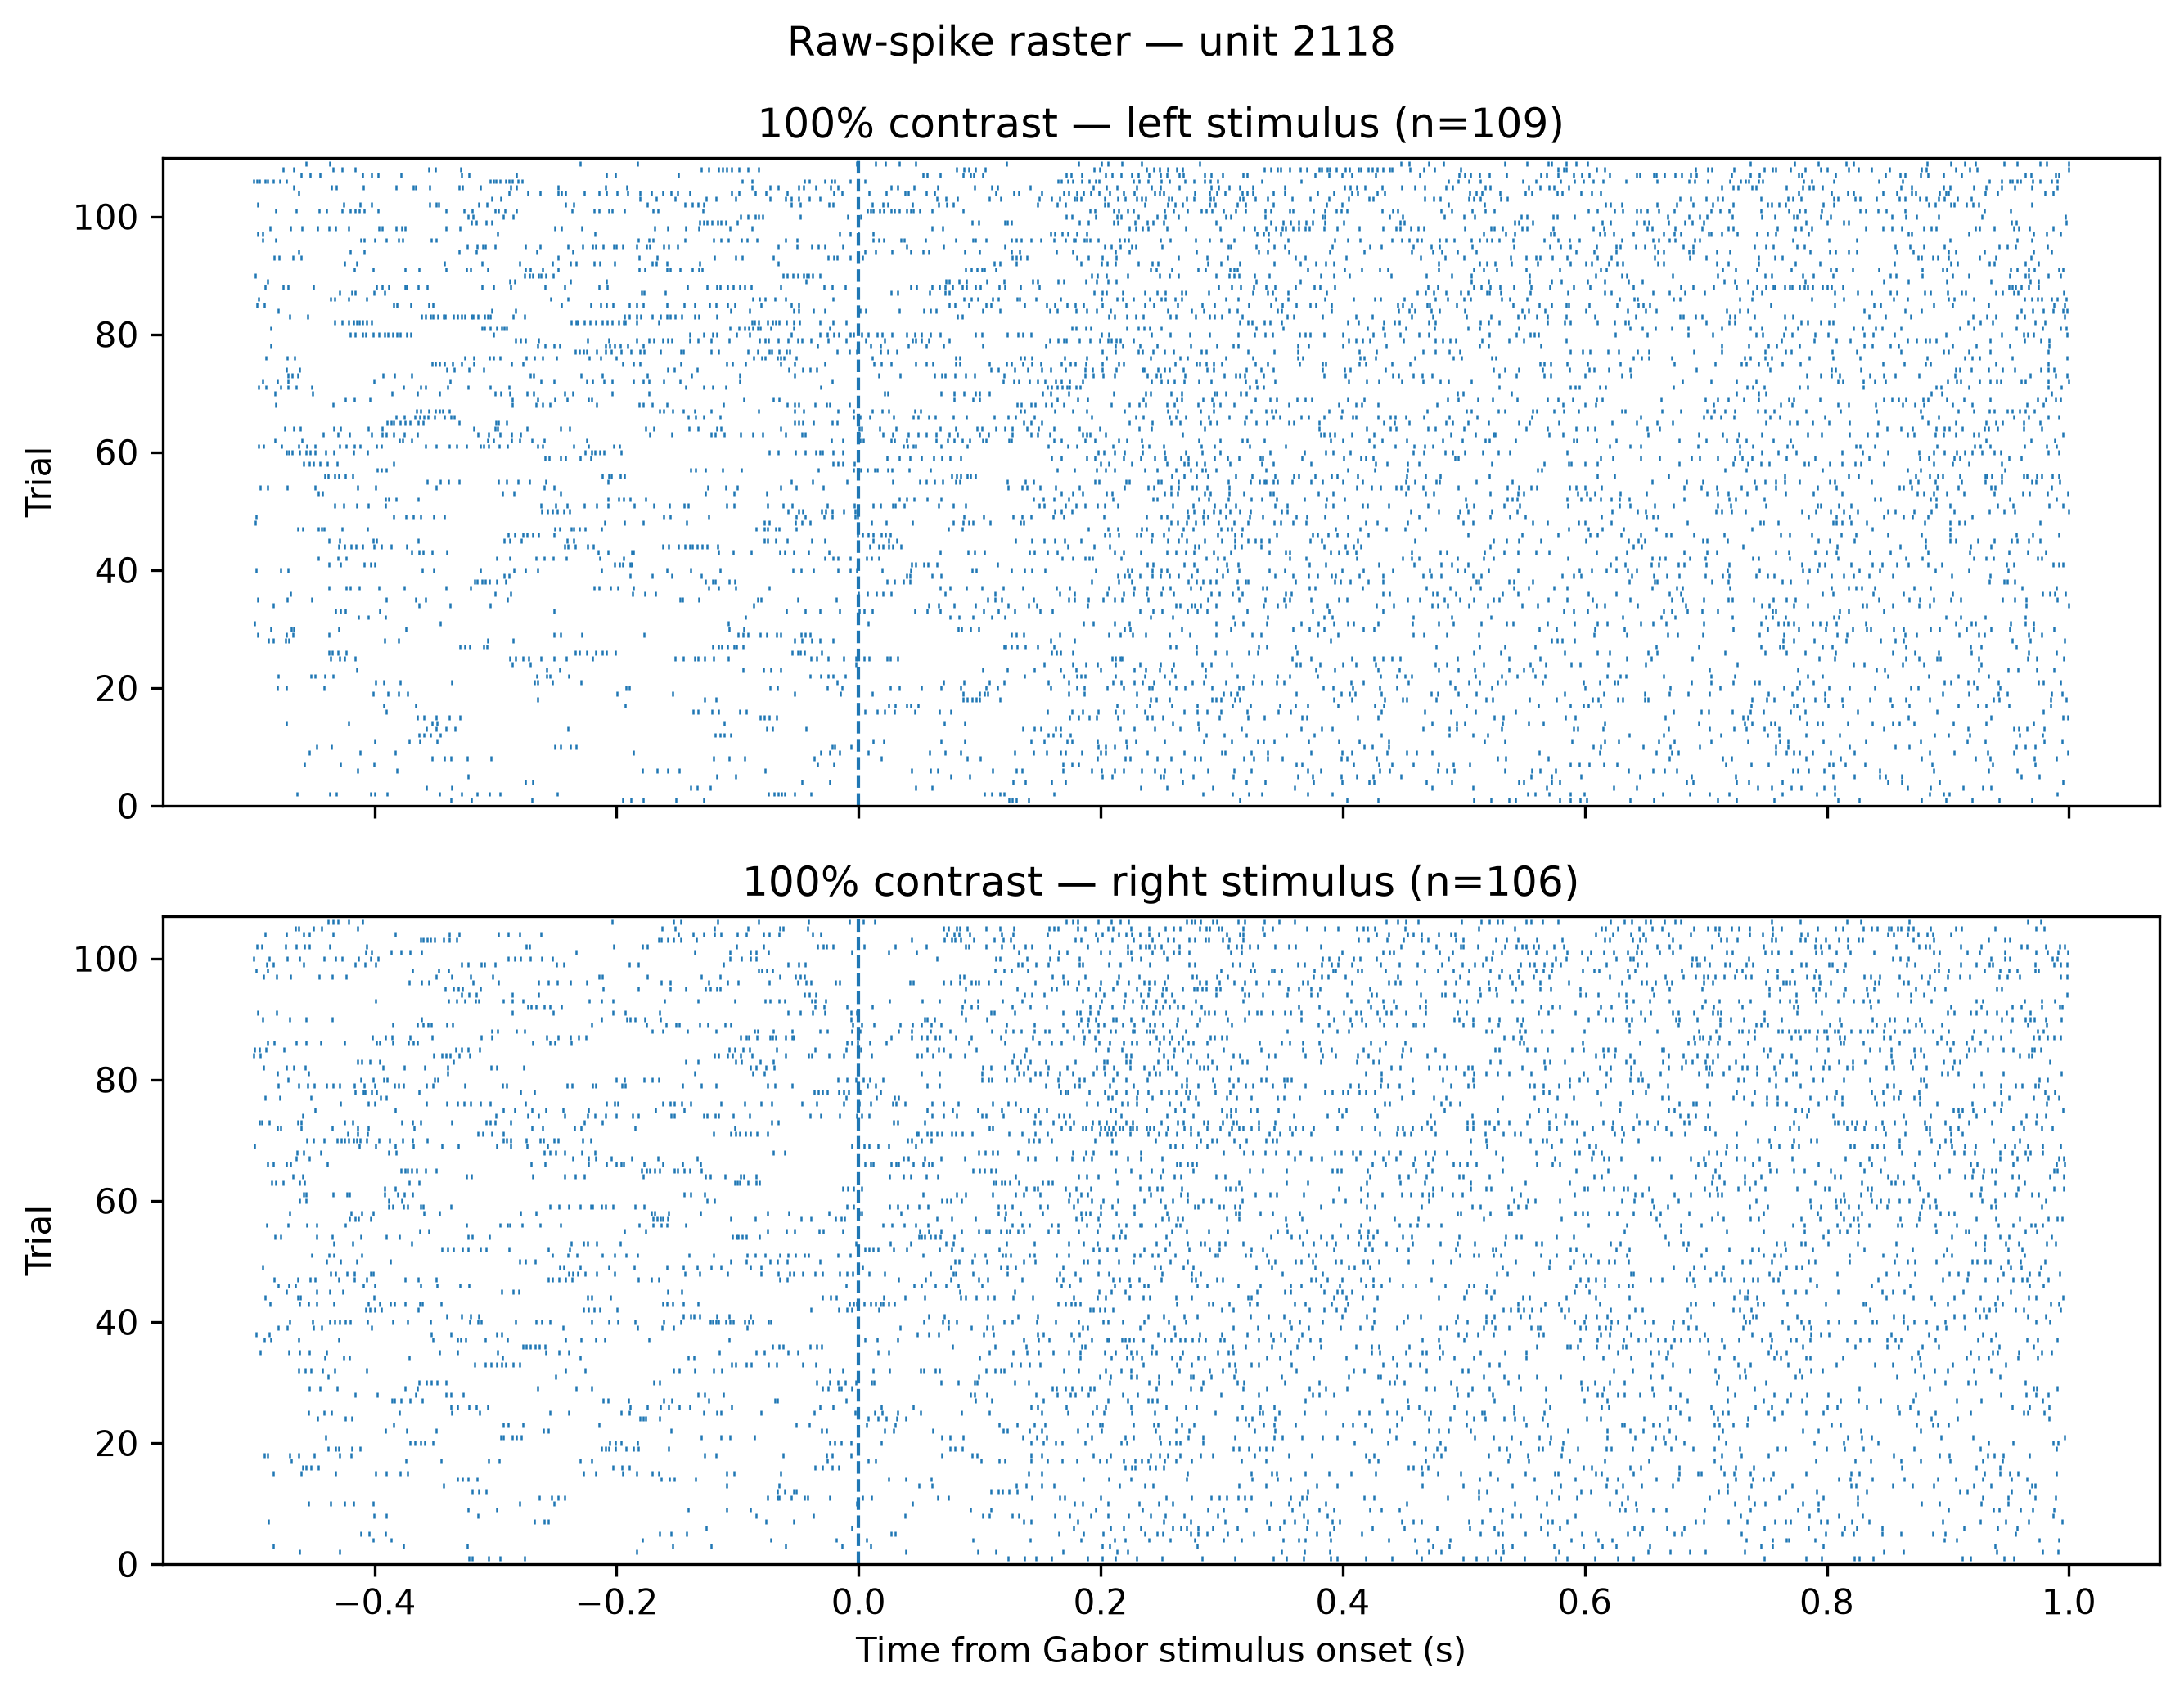 Raw-spike raster — unit 2118
100% contrast — left stimulus (n=109)
100
80
60
40
20
0
Trial
100% contrast — right stimulus (n=106)
100
80
60
40
20
0
Trial
−0.4 −0.2 0.0 0.2 0.4 0.6 0.8 1.0
Time from Gabor stimulus onset (s)